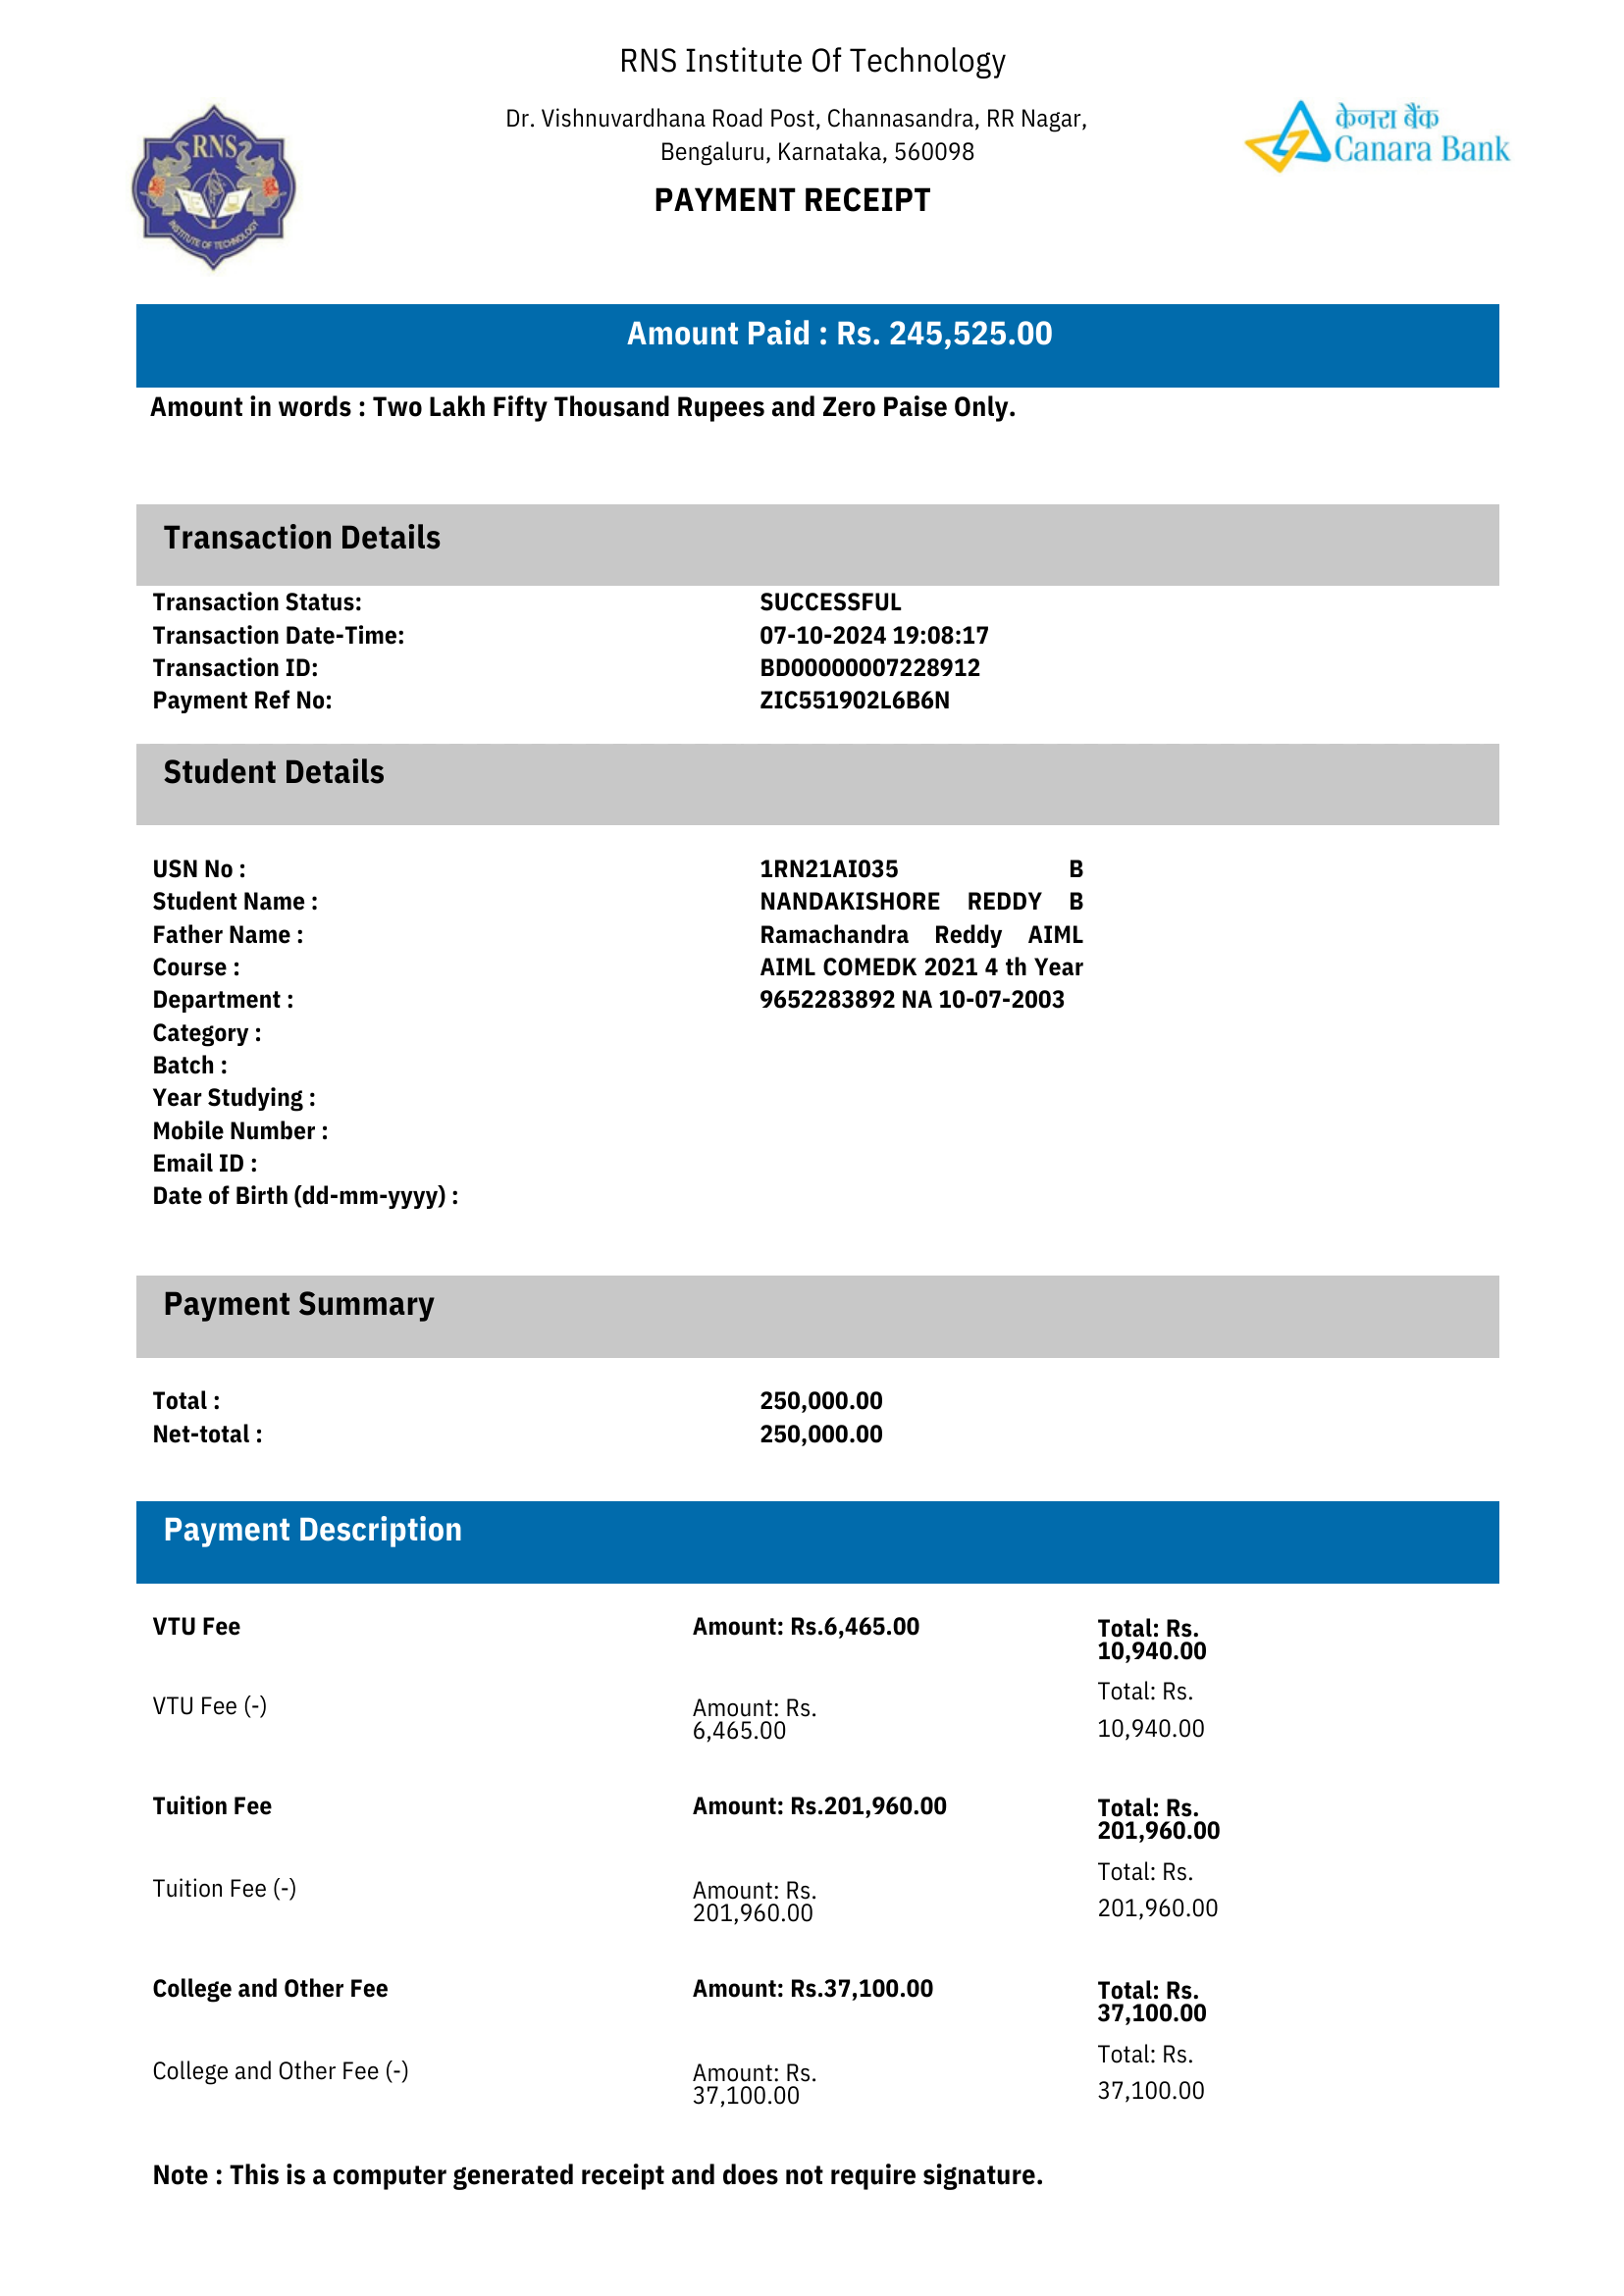 RNS Institute Of Technology
Dr. Vishnuvardhana Road Post, Channasandra, RR Nagar,
Bengaluru, Karnataka, 560098
PAYMENT RECEIPT
RNS
INSTITUTE OF TECHNOLOGY
केनरा बैंक
Canara Bank
Amount Paid : Rs. 245,525.00
Amount in words : Two Lakh Fifty Thousand Rupees and Zero Paise Only.
Transaction Details
Transaction Status: SUCCESSFUL
Transaction Date-Time: 07-10-2024 19:08:17
Transaction ID: BD00000007228912
Payment Ref No: ZIC551902L6B6N
Student Details
USN No : 1RN21AI035 B
Student Name : NANDAKISHORE REDDY B
Father Name : Ramachandra Reddy AIML
Course : AIML COMEDK 2021 4 th Year
Department : 9652283892 NA 10-07-2003
Category :
Batch :
Year Studying :
Mobile Number :
Email ID :
Date of Birth (dd-mm-yyyy) :
Payment Summary
Total : 250,000.00
Net-total : 250,000.00
Payment Description
VTU Fee Amount: Rs.6,465.00 Total: Rs.
10,940.00
VTU Fee (-) Amount: Rs. Total: Rs.
6,465.00 10,940.00
Tuition Fee Amount: Rs.201,960.00 Total: Rs.
201,960.00
Tuition Fee (-) Amount: Rs. Total: Rs.
201,960.00 201,960.00
College and Other Fee Amount: Rs.37,100.00 Total: Rs.
37,100.00
College and Other Fee (-) Amount: Rs. Total: Rs.
37,100.00 37,100.00
Note : This is a computer generated receipt and does not require signature.